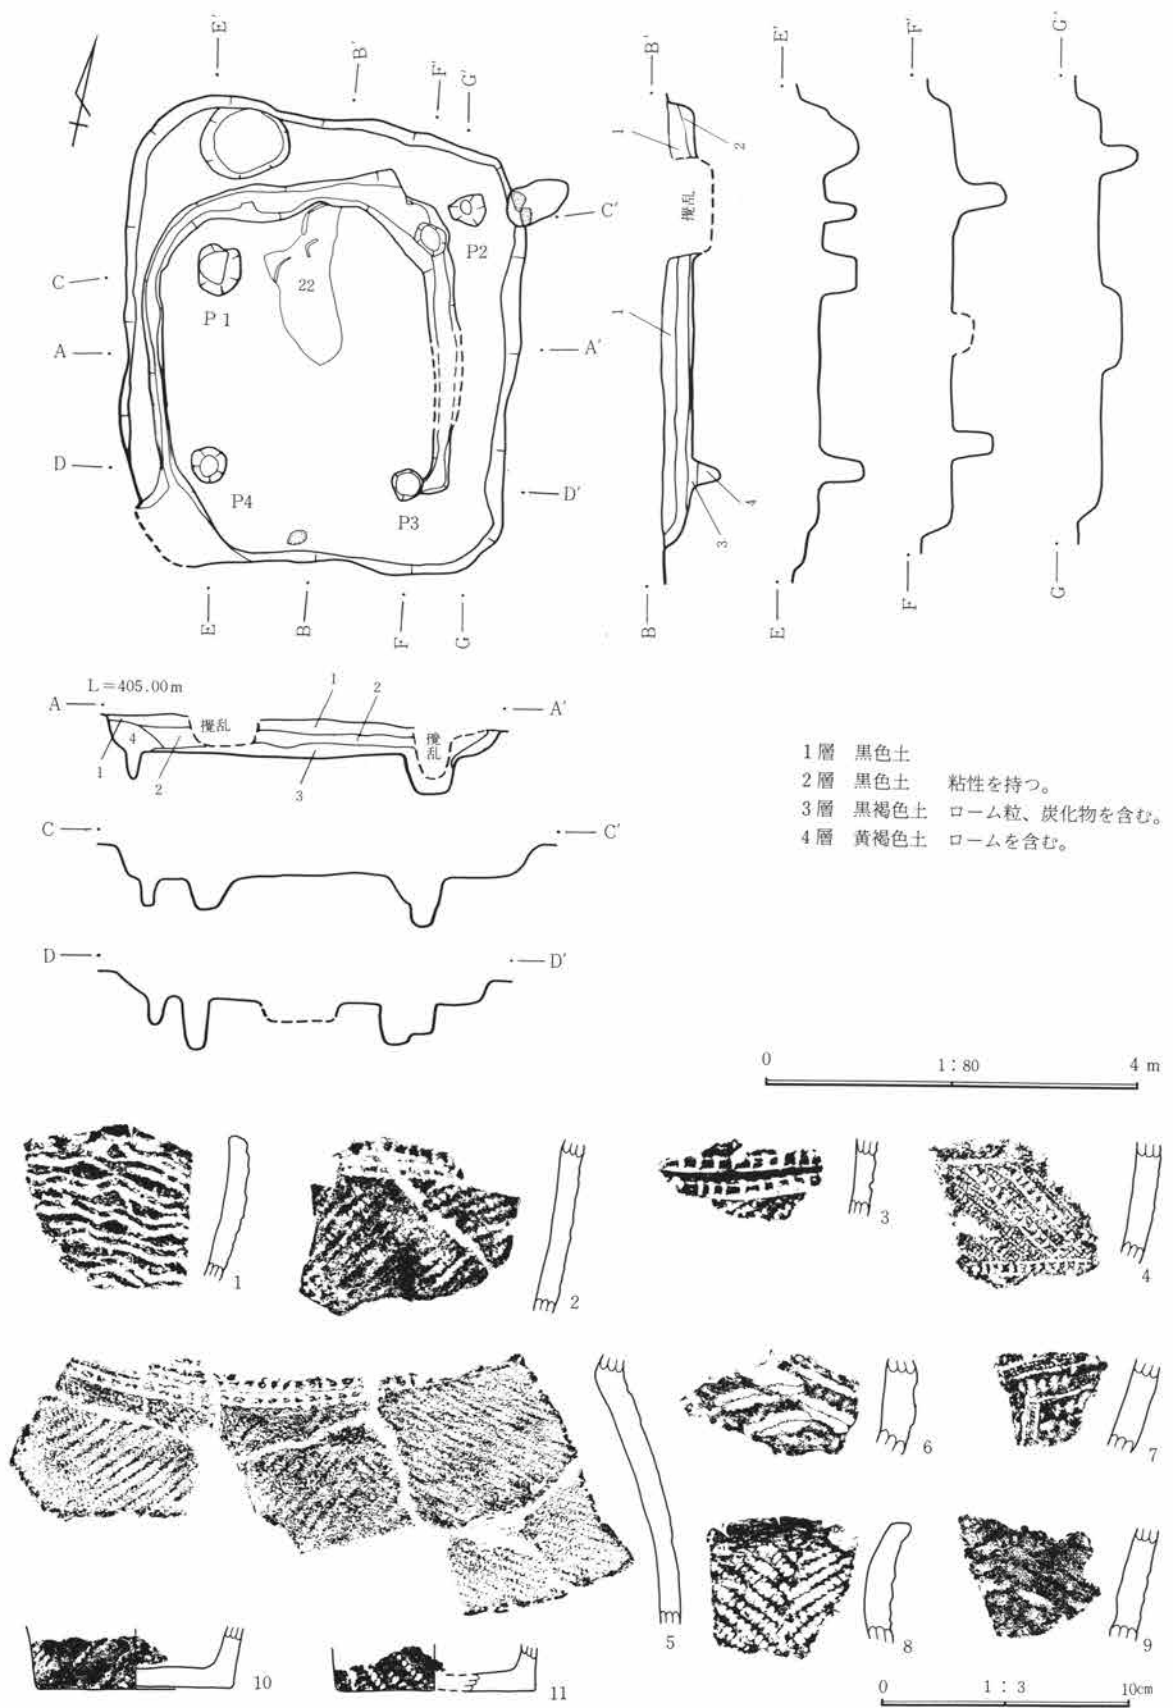 E'
B'
F'
G'
C'
P2
C
P1
22
A
A'
D
P4
P3
D'
E
B
F
G
B'
1
2
攪乱
1
4
3
B
E'
E
F'
F
G'
G
L=405.00m
A
A'
1
2
攪乱
攪乱
4
1
2
3
C
C'
D
D'
1層 黒色土
2層 黒色土 粘性を持つ。
3層 黒褐色土 ローム粒、炭化物を含む。
4層 黄褐色土 ロームを含む。
0 1:80 4 m
1
2
3
4
5
6
7
8
9
10
11
0 1:3 10cm